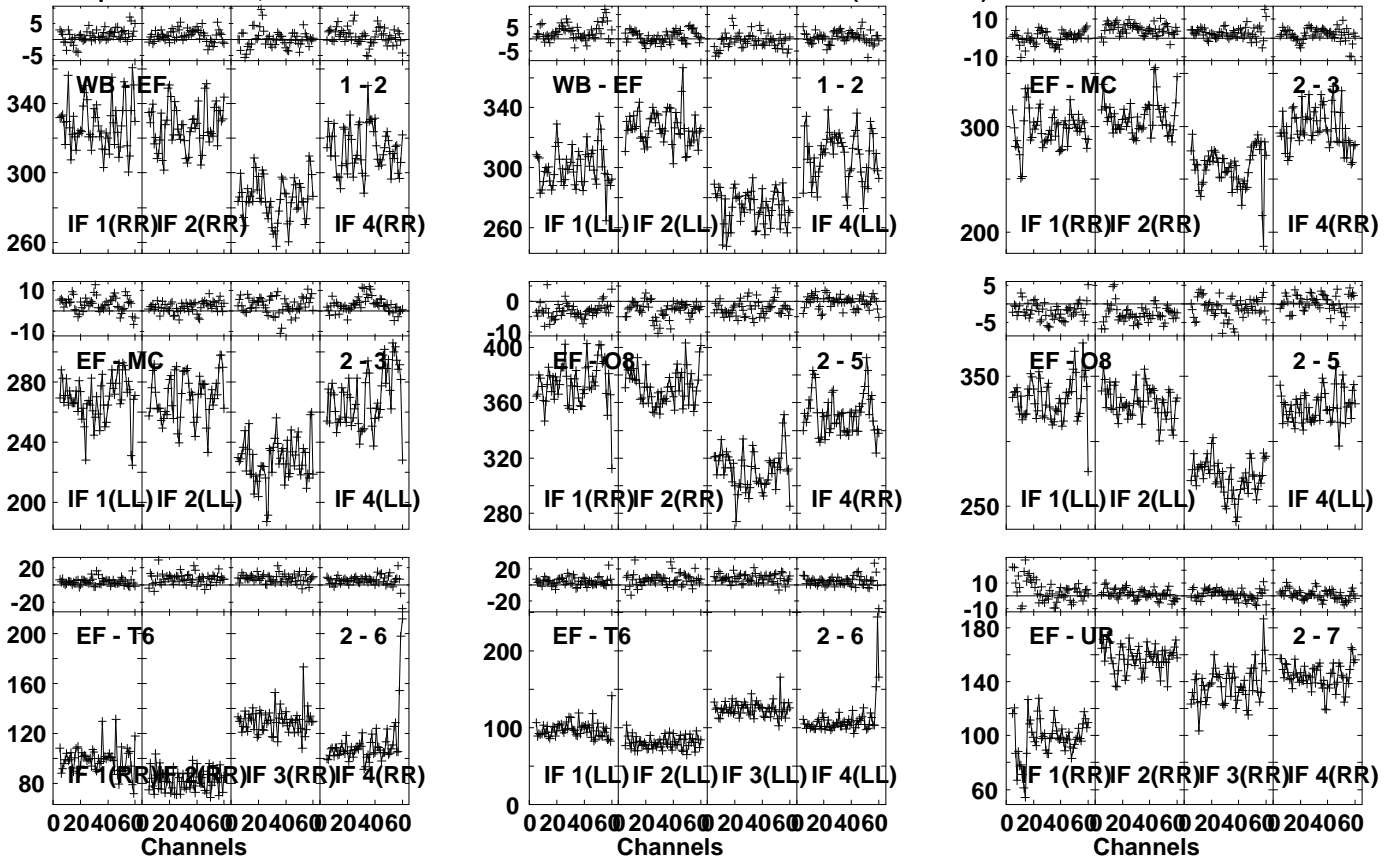 5
-5
WB - EF
1 - 2
340
300
260
IF 1(RR)
IF 2(RR)
IF 4(RR)
5
-5
WB - EF
1 - 2
340
300
260
IF 1(LL)
IF 2(LL)
IF 4(LL)
10
-10
EF - MC
2 - 3
300
200
IF 1(RR)
IF 2(RR)
IF 4(RR)
10
-10
EF - MC
2 - 3
280
240
200
IF 1(LL)
IF 2(LL)
IF 4(LL)
0
-10
400
EF - O8
2 - 5
360
320
280
IF 1(RR)
IF 2(RR)
IF 4(RR)
5
-5
EF - O8
2 - 5
350
250
IF 1(LL)
IF 2(LL)
IF 4(LL)
20
-20
200
EF - T6
2 - 6
160
120
80
IF 1(RR)
IF 2(RR)
IF 3(RR)
IF 4(RR)
0 20 40 60 0 20 40 60 0 20 40 60 0 20 40 60
Channels
20
-20
EF - T6
2 - 6
200
100
0
IF 1(LL)
IF 2(LL)
IF 3(LL)
IF 4(LL)
0 20 40 60 0 20 40 60 0 20 40 60 0 20 40 60
Channels
10
-10
180
EF - UR
2 - 7
140
100
60
IF 1(RR)
IF 2(RR)
IF 3(RR)
IF 4(RR)
0 20 40 60 0 20 40 60 0 20 40 60 0 20 40 60
Channels